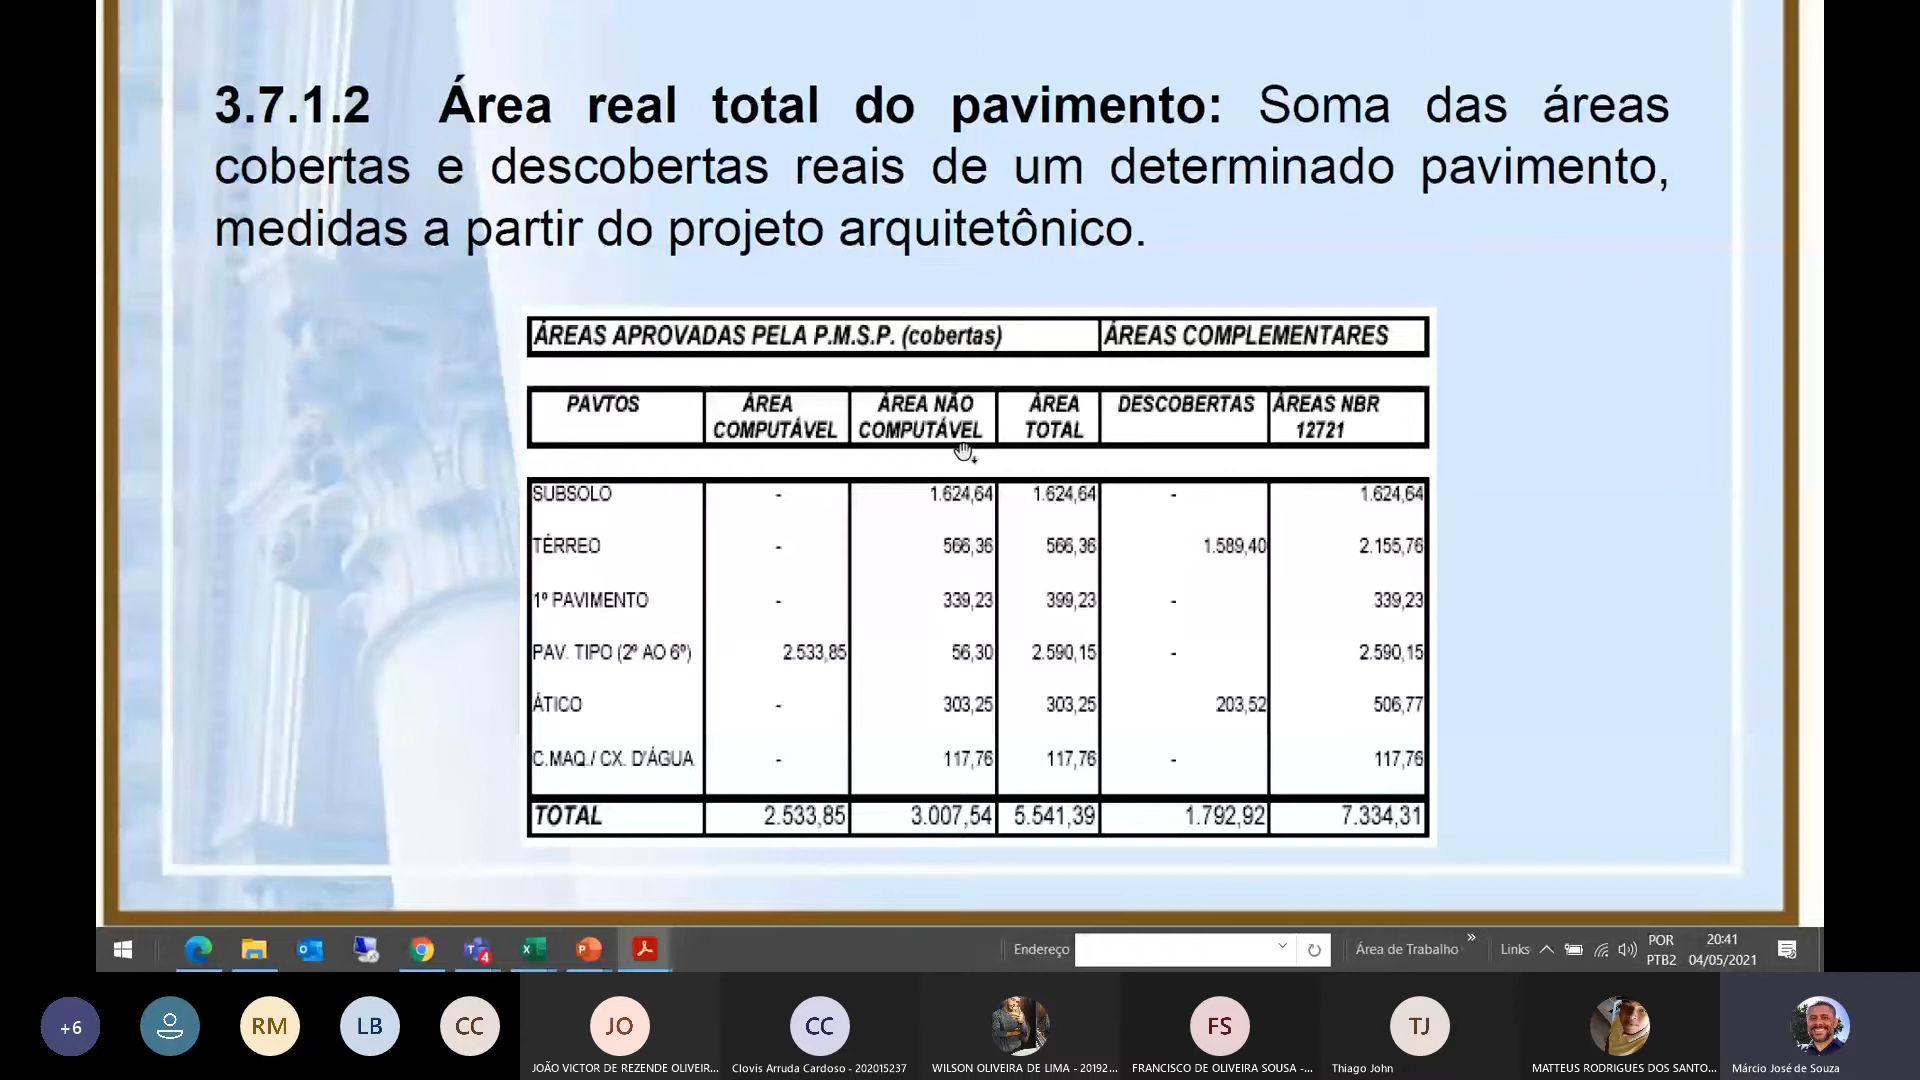 3.7.1.2 Área real total do pavimento: Soma das áreas
cobertas e descobertas reais de um determinado pavimento,
medidas a partir do projeto arquitetônico.
ÁREAS APROVADAS PELA P.M.S.P. (cobertas) ÁREAS COMPLEMENTARES
PAVTOS ÁREA COMPUTÁVEL ÁREA NÃO COMPUTÁVEL ÁREA TOTAL DESCOBERTAS ÁREAS NBR 12721
SUBSOLO - 1.624,64 1.624,64 - 1.624,64
TÉRREO - 566,36 566,36 1.589,40 2.155,76
1º PAVIMENTO - 339,23 399,23 - 339,23
PAV. TIPO (2º AO 6º) 2.533,85 56,30 2.590,15 - 2.590,15
ÁTICO - 303,25 303,25 203,52 506,77
C.MAQ./ CX. D'ÁGUA - 117,76 117,76 - 117,76
TOTAL 2.533,85 3.007,54 5.541,39 1.792,92 7.334,31
4 Endereço Área de Trabalho » Links POR PTB2 20:41 04/05/2021
+6 RM LB CC JO CC FS TJ
JOÃO VICTOR DE REZENDE OLIVEIR... Clovis Arruda Cardoso - 202015237 WILSON OLIVEIRA DE LIMA - 20192... FRANCISCO DE OLIVEIRA SOUSA -... Thiago John MATTEUS RODRIGUES DOS SANTO... Márcio José de Souza